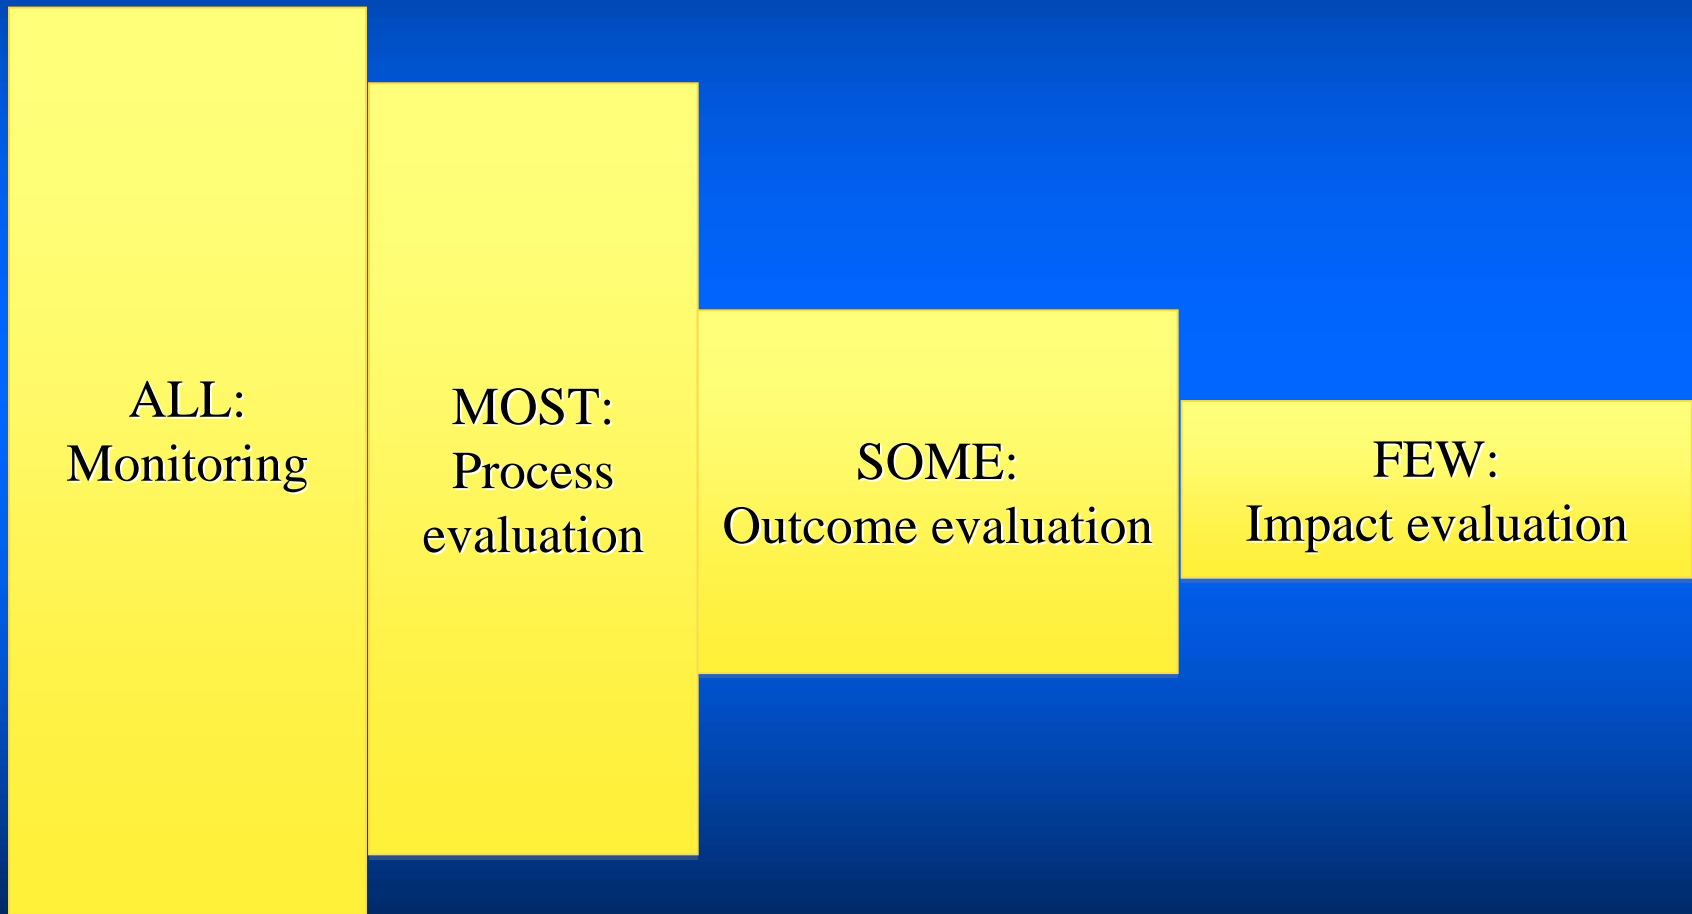 ALL:
Monitoring
MOST:
Process
evaluation
SOME:
Outcome evaluation
FEW:
Impact evaluation